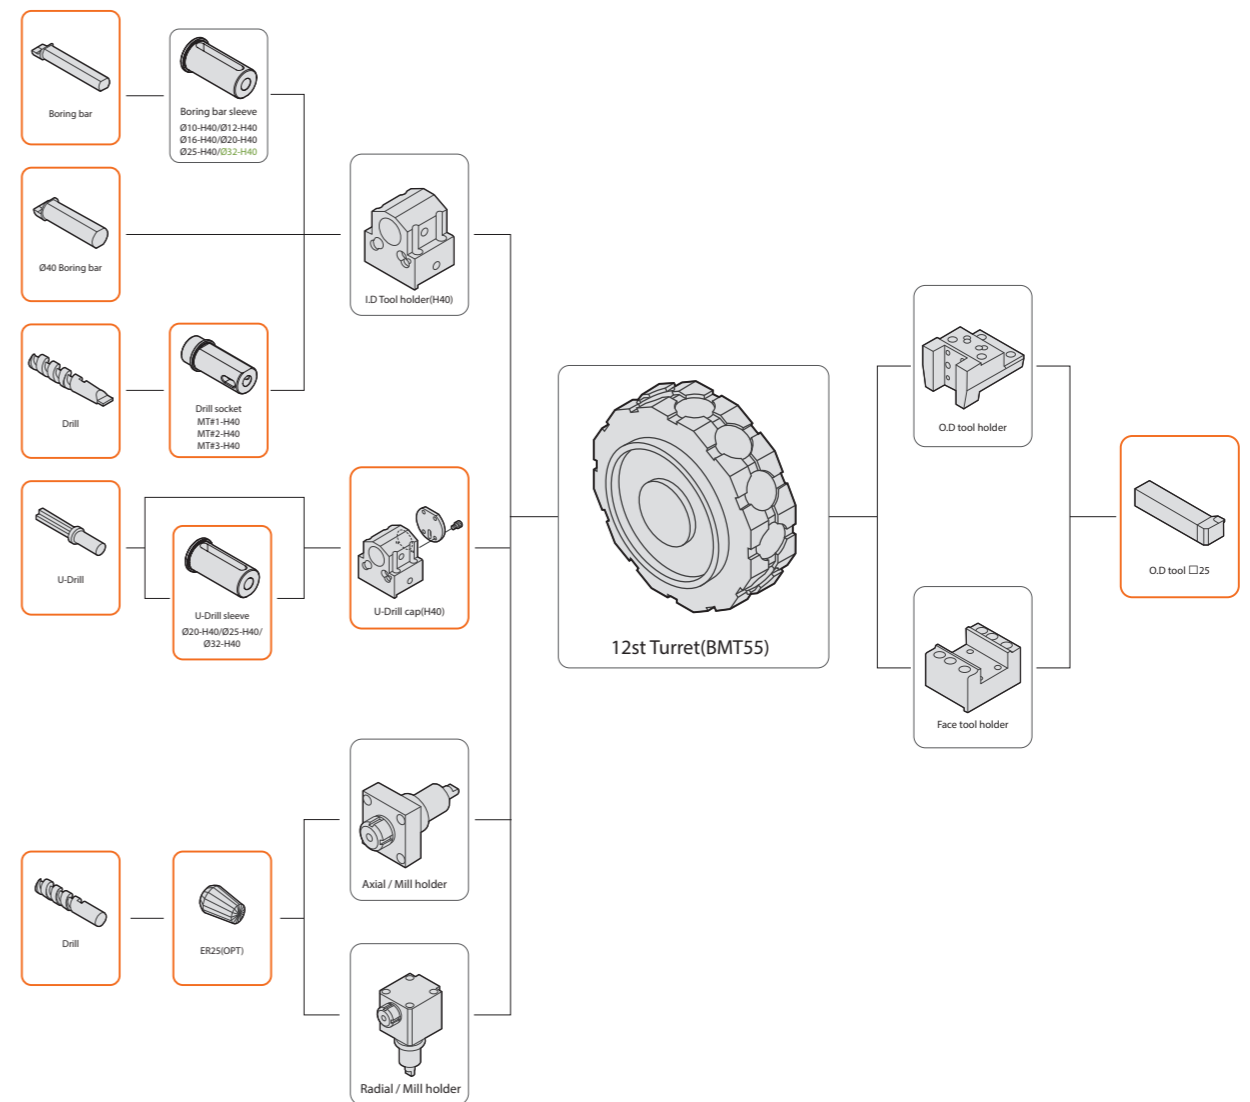 Boring bar
Boring bar sleeve
Ø10-H40/Ø12-H40
Ø16-H40/Ø20-H40
Ø25-H40/Ø32-H40
Ø40 Boring bar
I.D Tool holder(H40)
Drill
Drill socket
MT#1-H40
MT#2-H40
MT#3-H40
U-Drill
U-Drill sleeve
Ø20-H40/Ø25-H40/
Ø32-H40
U-Drill cap(H40)
12st Turret(BMT55)
O.D tool holder
O.D tool □25
Face tool holder
Axial / Mill holder
Drill
ER25(OPT)
Radial / Mill holder